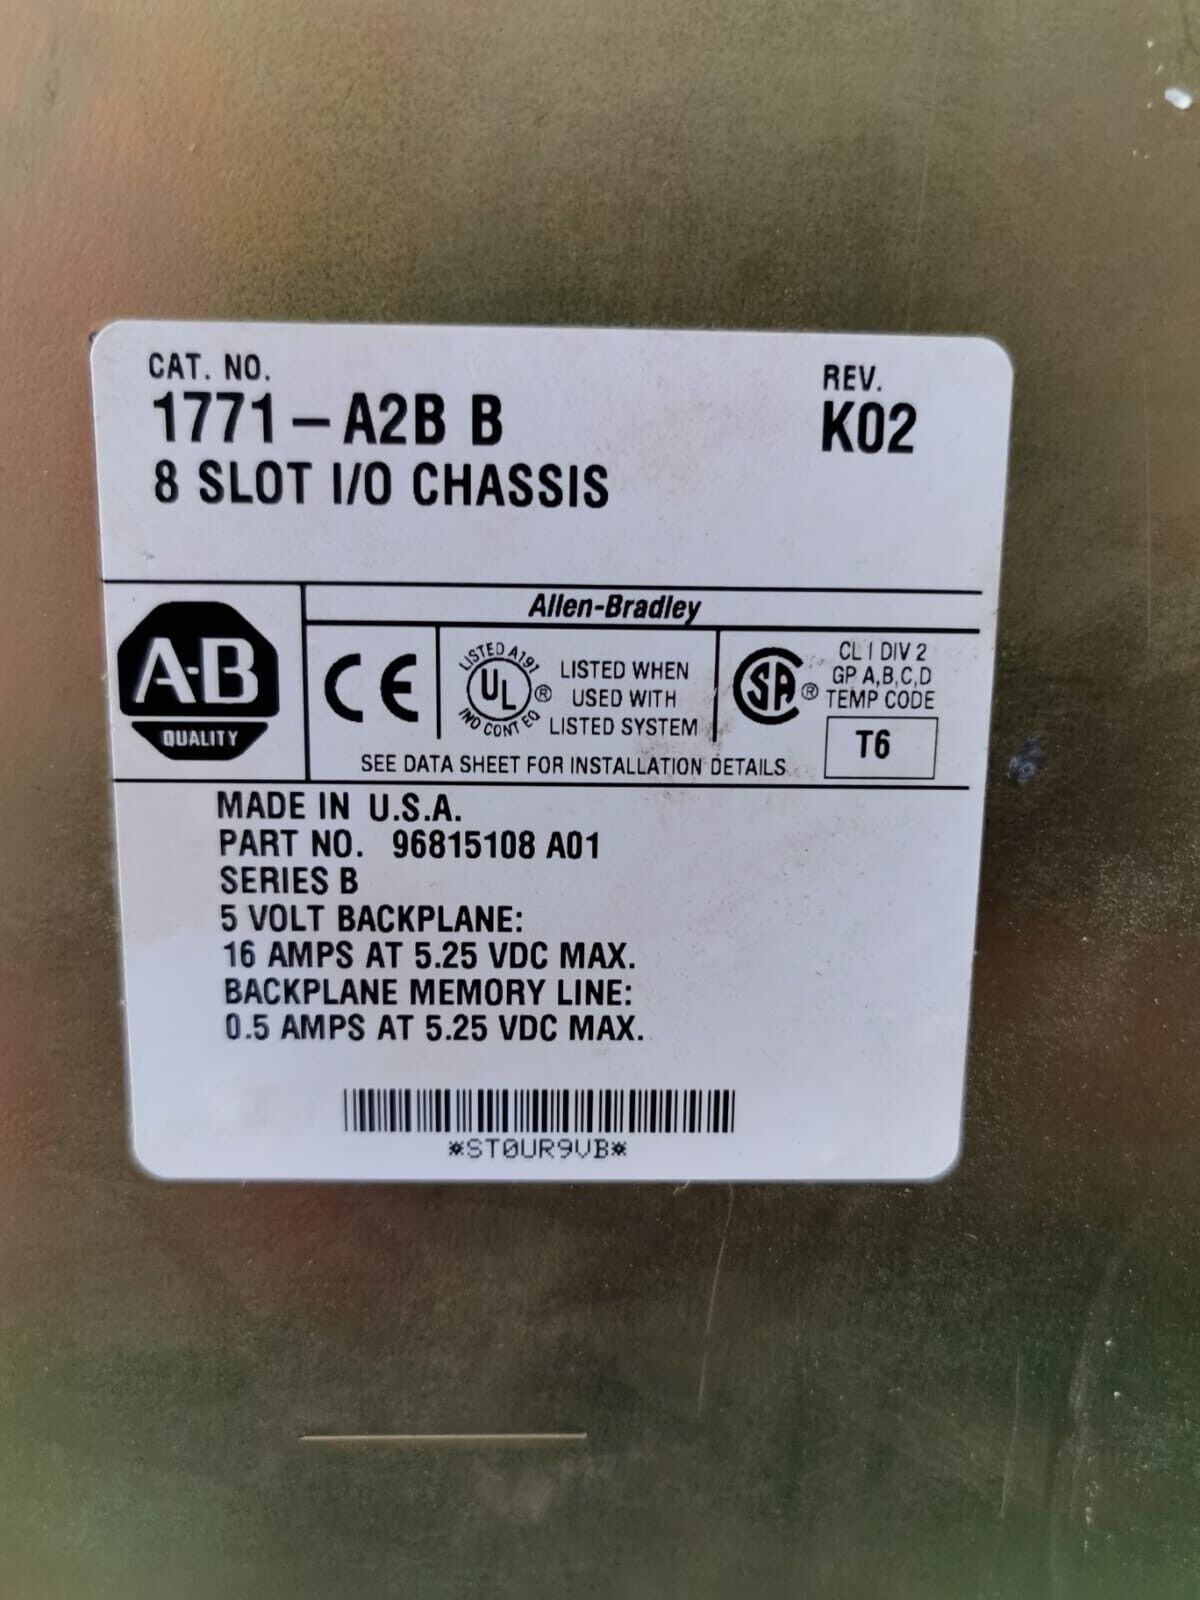 CAT. NO.
1771-A2B B
8 SLOT I/O CHASSIS
REV.
K02
Allen-Bradley
A-B
QUALITY
CE
LISTED A191
UL ®
IND CONT EQ
LISTED WHEN
USED WITH
LISTED SYSTEM
SA ®
CL I DIV 2
GP A,B,C,D
TEMP CODE
T6
SEE DATA SHEET FOR INSTALLATION DETAILS
MADE IN U.S.A.
PART NO. 96815108 A01
SERIES B
5 VOLT BACKPLANE:
16 AMPS AT 5.25 VDC MAX.
BACKPLANE MEMORY LINE:
0.5 AMPS AT 5.25 VDC MAX.
*ST0UR9VB*